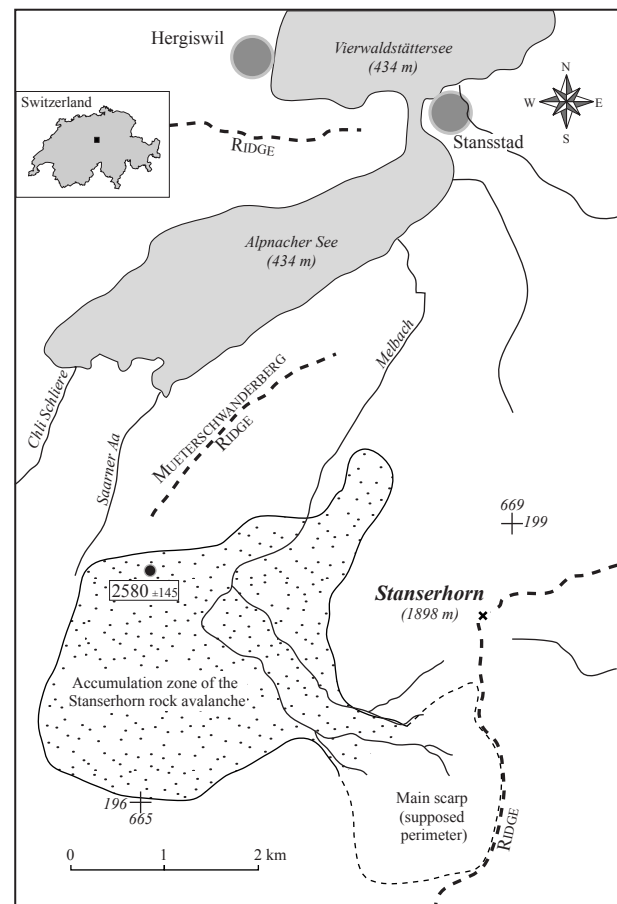 Hergiswil
Vierwaldstättersee
(434 m)
N
W E
S
Stansstad
Switzerland
RIDGE
Alpnacher See
(434 m)
Melbach
Chli Schliere
Saarner Aa
MUETERSCHWANDERBERG
RIDGE
669
199
2580 ±145
Stanserhorn
(1898 m)
Accumulation zone of the
Stanserhorn rock avalanche
Main scarp
(supposed
perimeter)
RIDGE
196
665
0 1 2 km